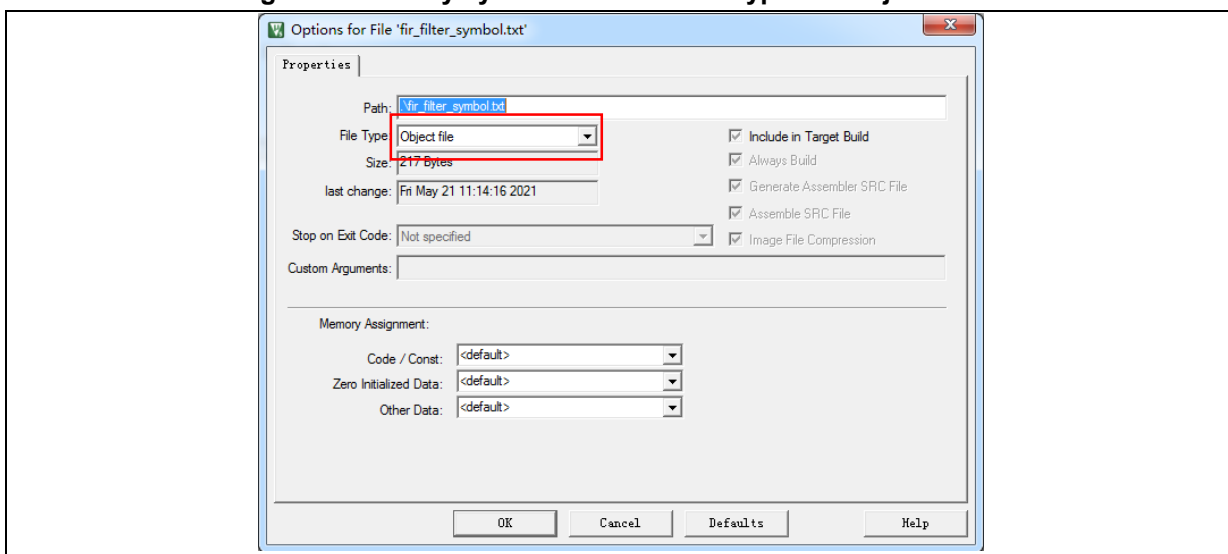 Options for File 'fir_filter_symbol.txt'
Properties
Path: .\fir_filter_symbol.txt
File Type: Object file
Include in Target Build
Size: 217 Bytes
Always Build
last change: Fri May 21 11:14:16 2021
Generate Assembler SRC File
Assemble SRC File
Stop on Exit Code: Not specified
Image File Compression
Custom Arguments:
Memory Assignment:
Code / Const: <default>
Zero Initialized Data: <default>
Other Data: <default>
OK Cancel Defaults Help